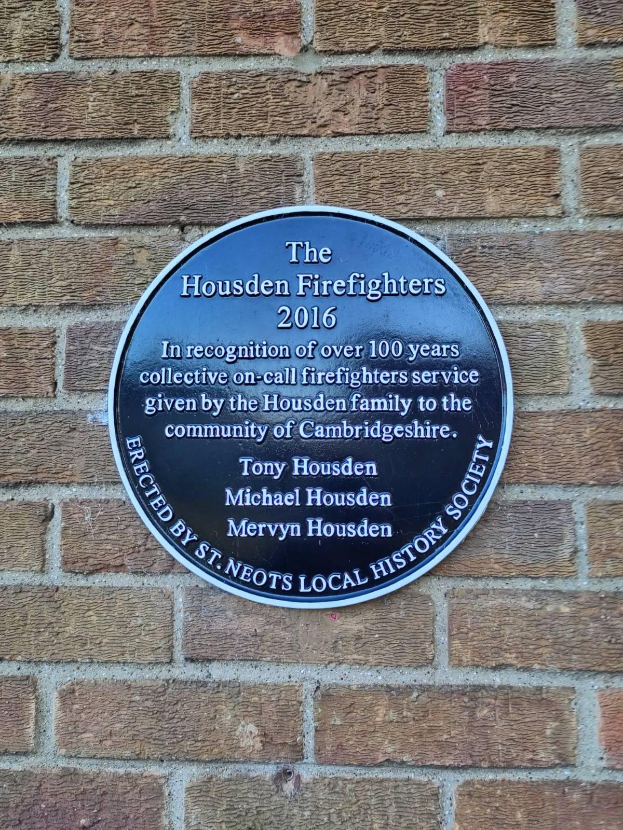 The
Housden Firefighters
2016
In recognition of over 100 years
collective on-call firefighters service
given by the Housden family to the
community of Cambridgeshire.
Tony Housden
Michael Housden
Mervyn Housden
ERECTED BY ST. NEOTS LOCAL HISTORY SOCIETY